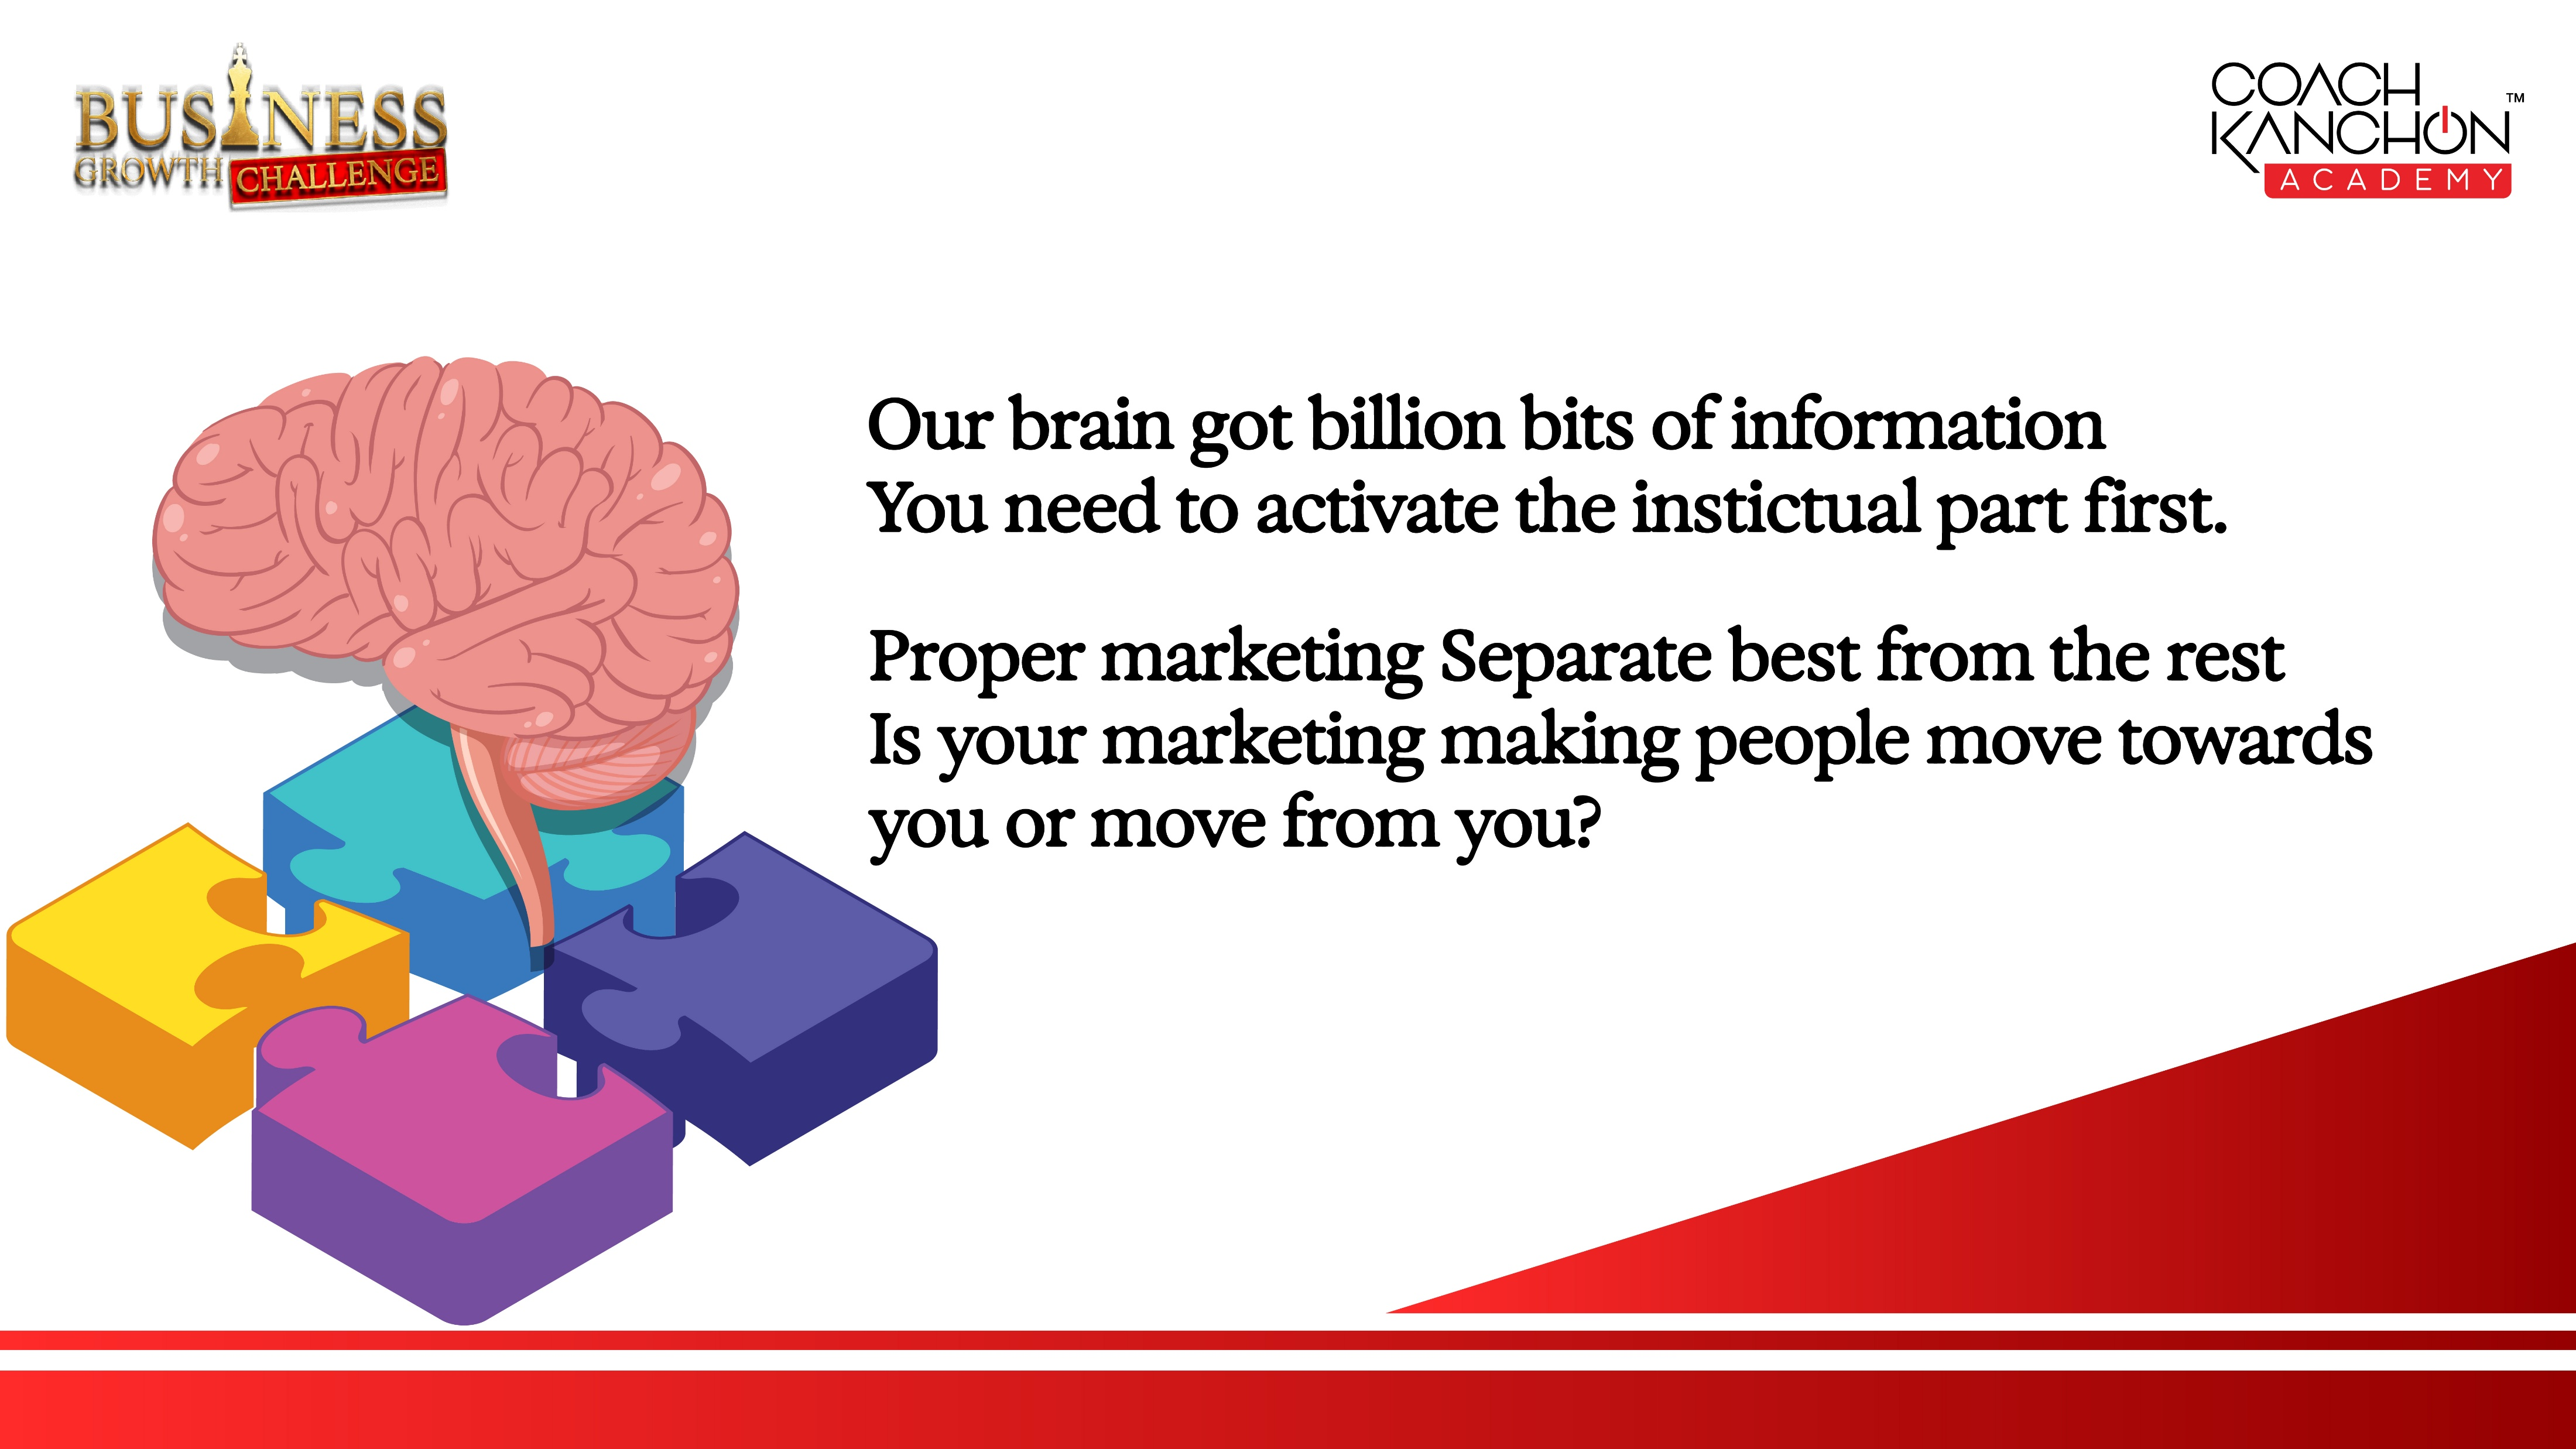 BUSINESS
GROWTH CHALLENGE
COACH
KANCHON
TM
ACADEMY
Our brain got billion bits of information
You need to activate the instictual part first.
Proper marketing Separate best from the rest
Is your marketing making people move towards
you or move from you?